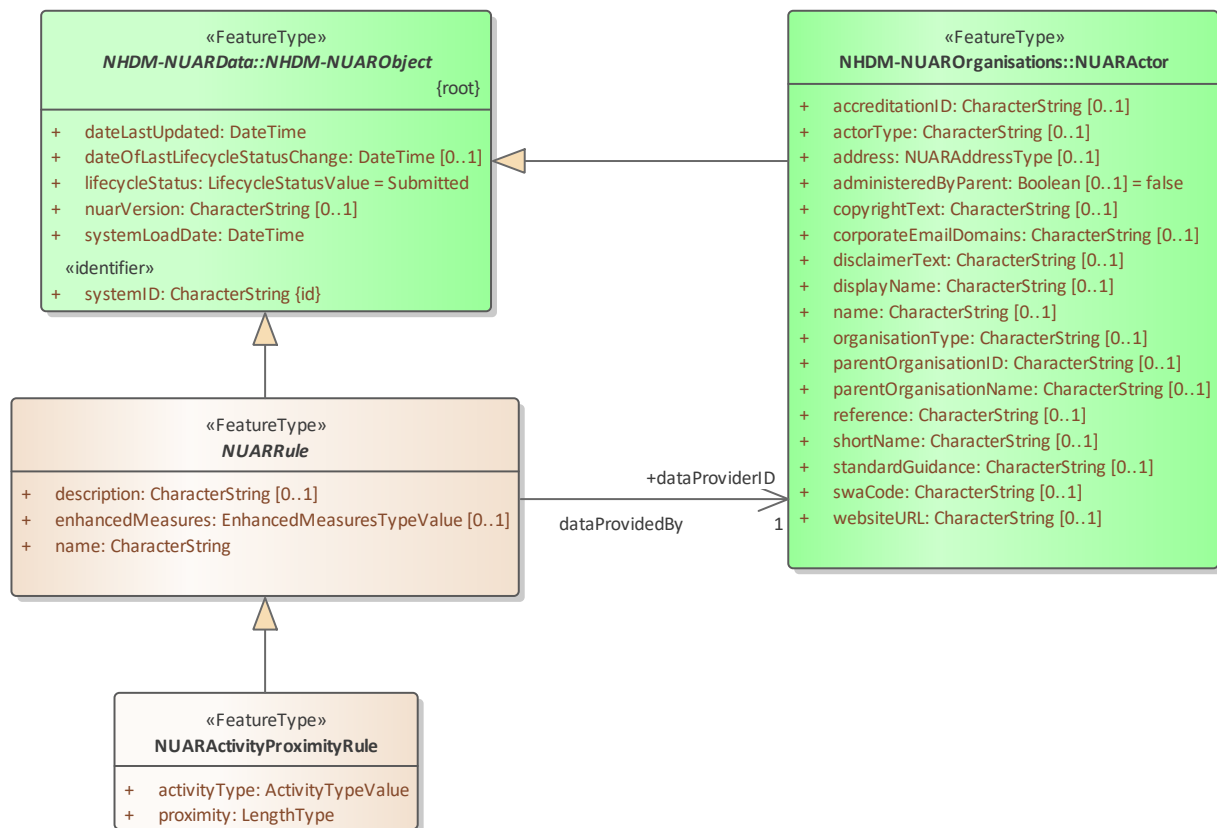 «FeatureType»
NHDM-NUARData::NHDM-NUARObject
{root}
+ dateLastUpdated: DateTime
+ dateOfLastLifecycleStatusChange: DateTime [0..1]
+ lifecycleStatus: LifecycleStatusValue = Submitted
+ nuarVersion: CharacterString [0..1]
+ systemLoadDate: DateTime
«identifier»
+ systemID: CharacterString {id}
«FeatureType»
NHDM-NUAROrganisations::NUARActor
+ accreditationID: CharacterString [0..1]
+ actorType: CharacterString [0..1]
+ address: NUARAddressType [0..1]
+ administeredByParent: Boolean [0..1] = false
+ copyrightText: CharacterString [0..1]
+ corporateEmailDomains: CharacterString [0..1]
+ disclaimerText: CharacterString [0..1]
+ displayName: CharacterString [0..1]
+ name: CharacterString [0..1]
+ organisationType: CharacterString [0..1]
+ parentOrganisationID: CharacterString [0..1]
+ parentOrganisationName: CharacterString [0..1]
+ reference: CharacterString [0..1]
+ shortName: CharacterString [0..1]
+ standardGuidance: CharacterString [0..1]
+ swaCode: CharacterString [0..1]
+ websiteURL: CharacterString [0..1]
«FeatureType»
NUARRule
+ description: CharacterString [0..1]
+ enhancedMeasures: EnhancedMeasuresTypeValue [0..1]
+ name: CharacterString
+dataProviderID
dataProvidedBy 1
«FeatureType»
NUARActivityProximityRule
+ activityType: ActivityTypeValue
+ proximity: LengthType